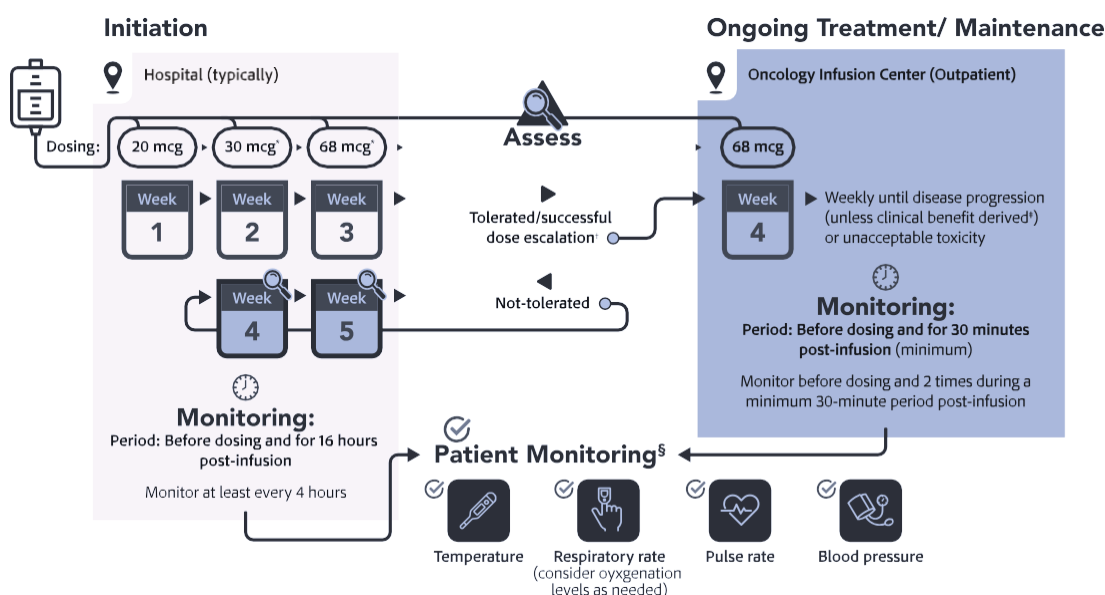 Initiation
Ongoing Treatment/ Maintenance
Hospital (typically)
Oncology Infusion Center (Outpatient)
Assess
Dosing:
20 mcg
30 mcg*
68 mcg*
68 mcg
Week
1
Week
2
Week
3
Tolerated/successful
dose escalation†
Week
4
Weekly until disease progression
(unless clinical benefit derived‡)
or unacceptable toxicity
Week
4
Week
5
Not-tolerated
Monitoring:
Period: Before dosing and for 16 hours
post-infusion
Monitor at least every 4 hours
Monitoring:
Period: Before dosing and for 30 minutes
post-infusion (minimum)
Monitor before dosing and 2 times during a
minimum 30-minute period post-infusion
Patient Monitoring§
Temperature
Respiratory rate
(consider oyxgenation
levels as needed)
Pulse rate
Blood pressure